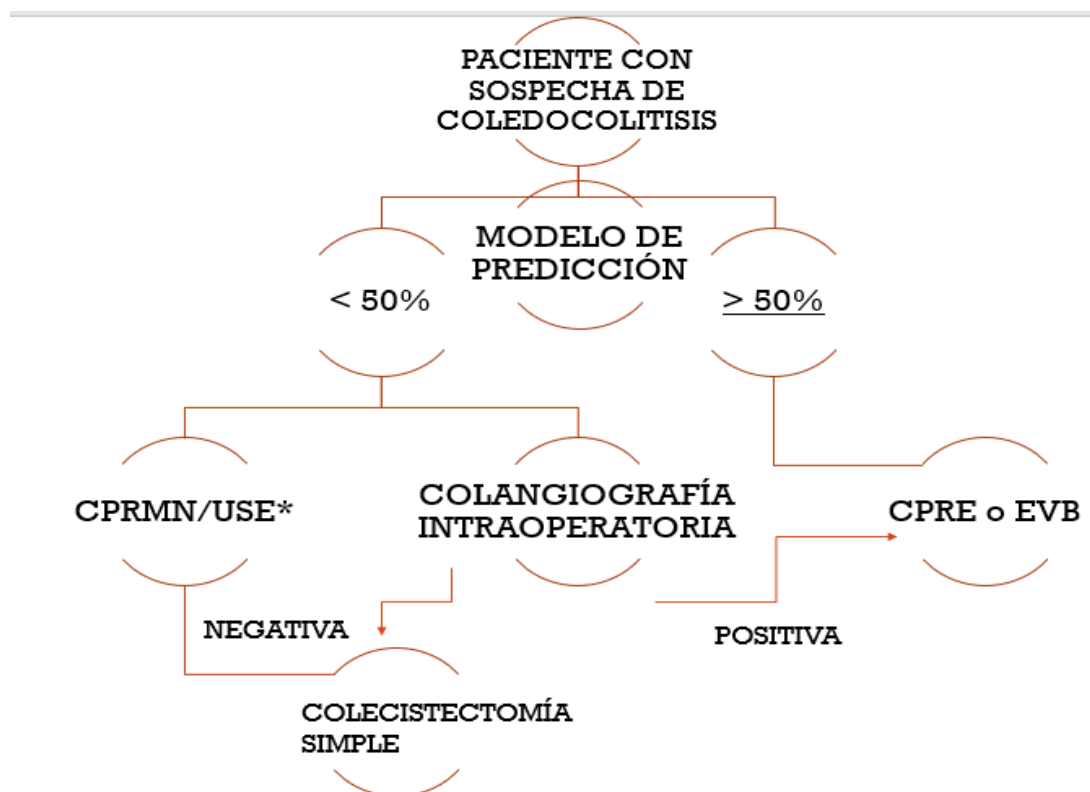 PACIENTE CON
SOSPECHA DE
COLEDOCOLITISIS
MODELO DE
PREDICCIÓN
< 50%
> 50%
CPRMN/USE*
COLANGIOGRAFÍA
INTRAOPERATORIA
CPRE o EVB
NEGATIVA
POSITIVA
COLECISTECTOMÍA
SIMPLE